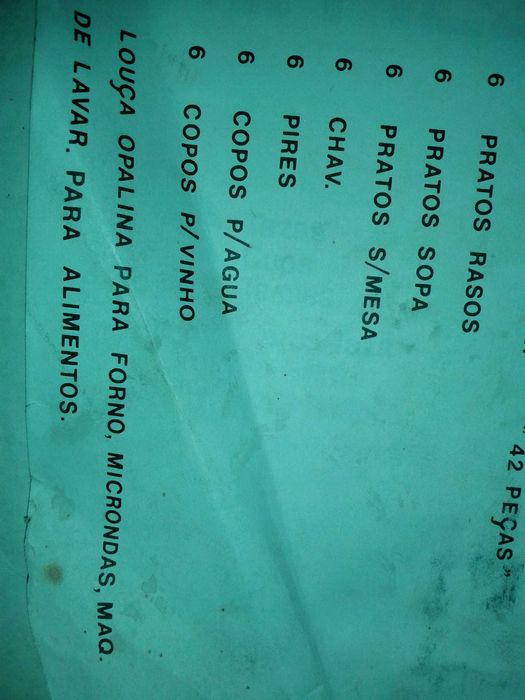 42 PEÇAS"
6 PRATOS RASOS
6 PRATOS SOPA
6 PRATOS S/MESA
6 CHAV.
6 PIRES
6 COPOS P/AGUA
6 COPOS P/VINHO
LOUÇA OPALINA PARA FORNO, MICRONDAS, MAQ.
DE LAVAR. PARA ALIMENTOS.